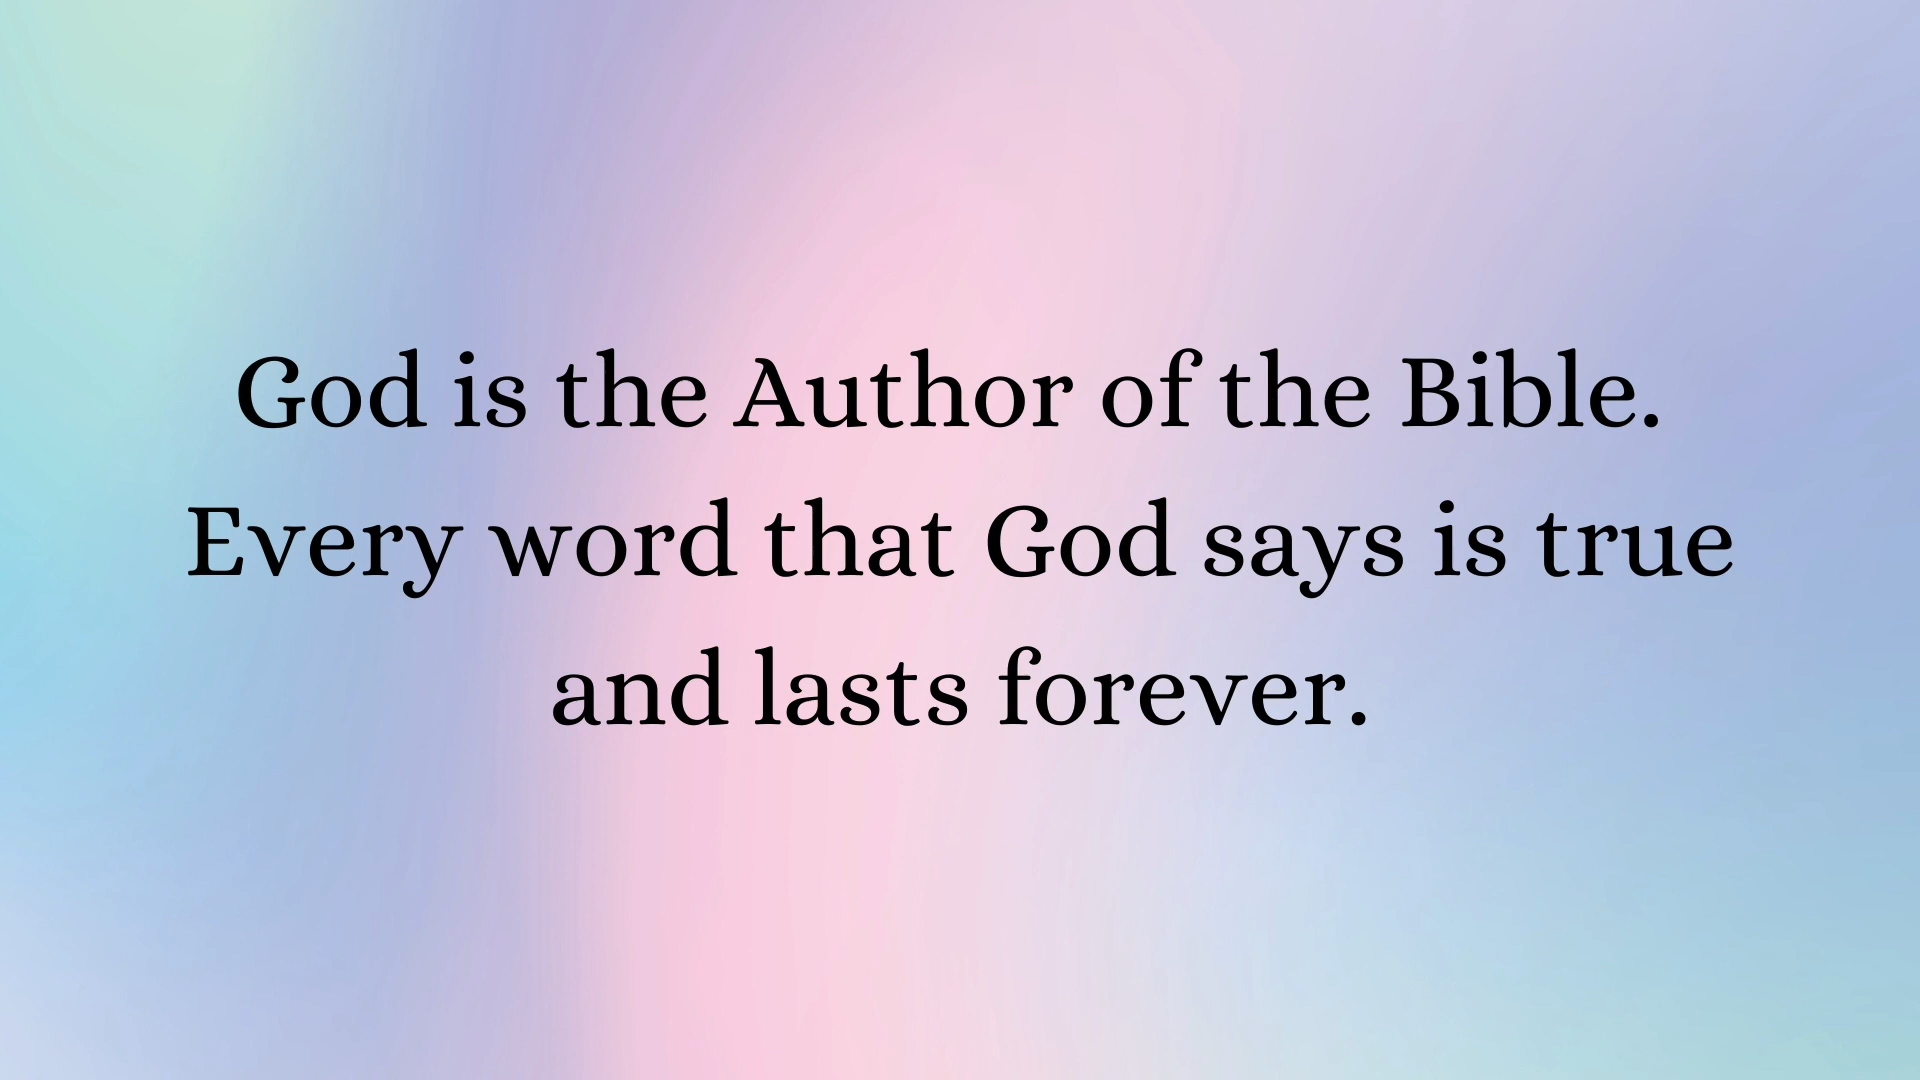 God is the Author of the Bible.
Every word that God says is true
and lasts forever.